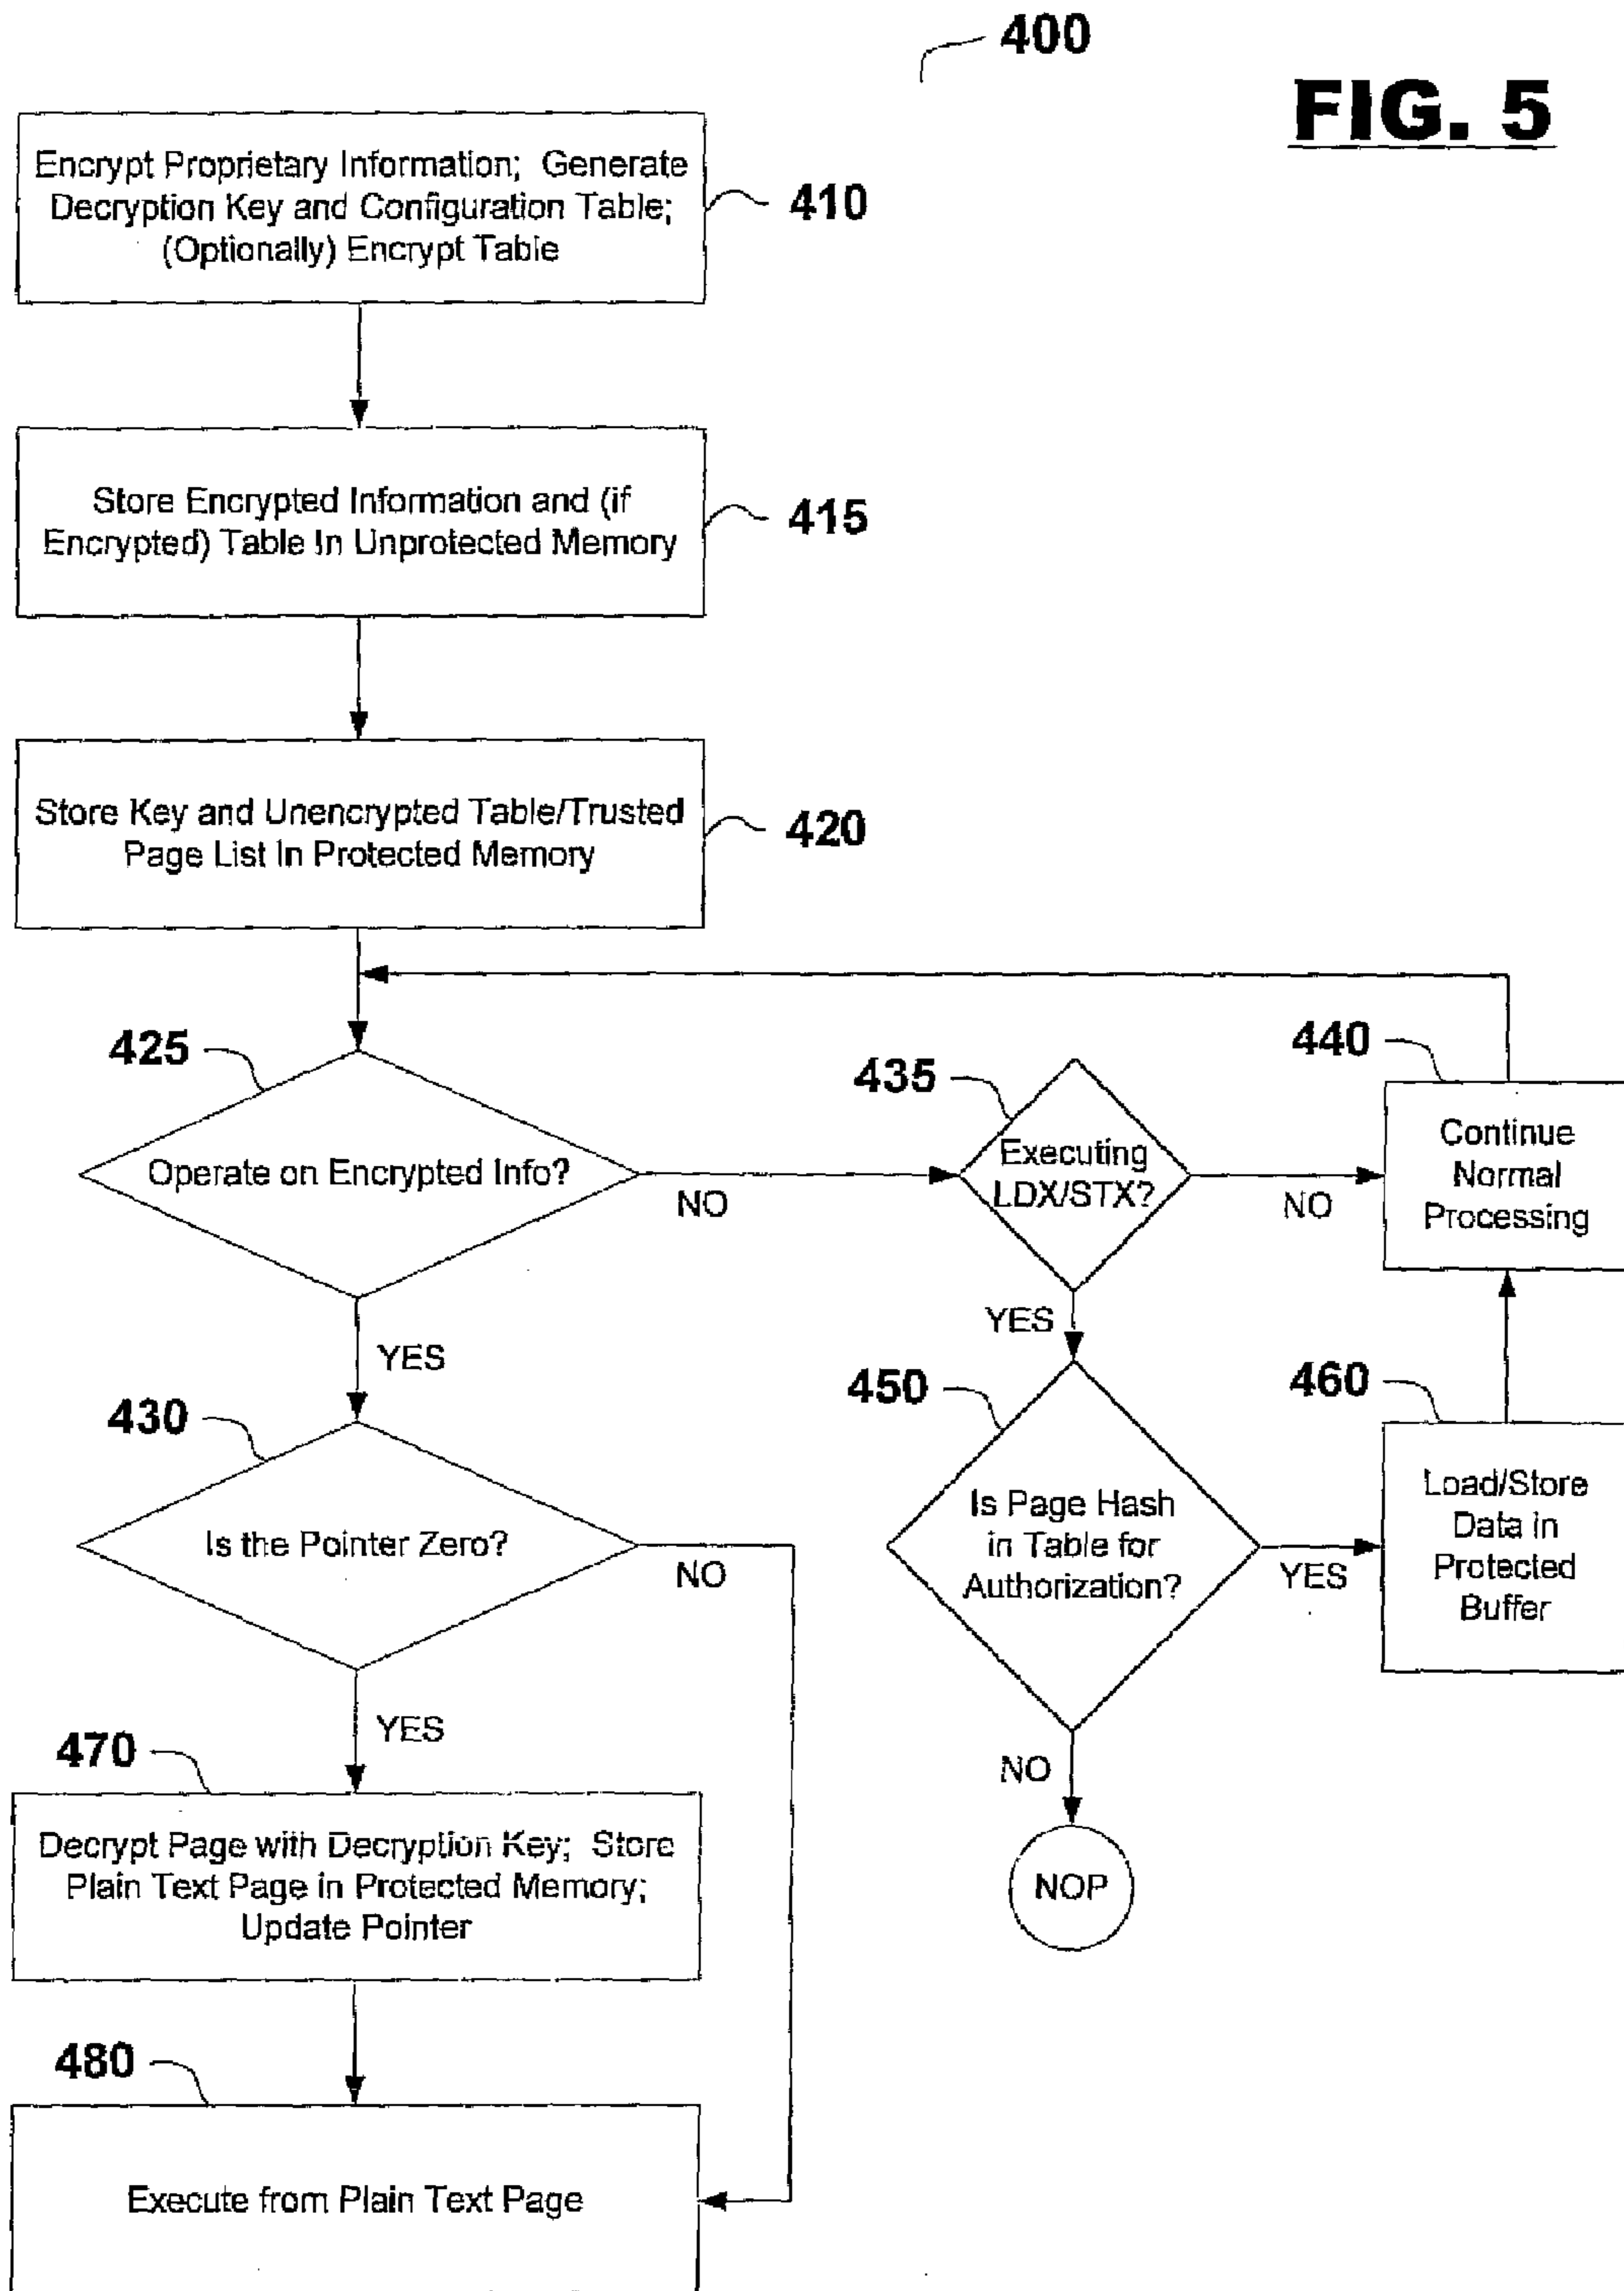 400
FIG. 5
Encrypt Proprietary Information; Generate
Decryption Key and Configuration Table;
(Optionally) Encrypt Table
410
Store Encrypted Information and (if
Encrypted) Table In Unprotected Memory
415
Store Key and Unencrypted Table/Trusted
Page List In Protected Memory
420
425
Operate on Encrypted Info?
NO
YES
435
Executing
LDX/STX?
NO
YES
440
Continue
Normal
Processing
430
Is the Pointer Zero?
NO
YES
450
Is Page Hash
in Table for
Authorization?
YES
NO
460
Load/Store
Data in
Protected
Buffer
NOP
470
Decrypt Page with Decryption Key; Store
Plain Text Page in Protected Memory;
Update Pointer
480
Execute from Plain Text Page